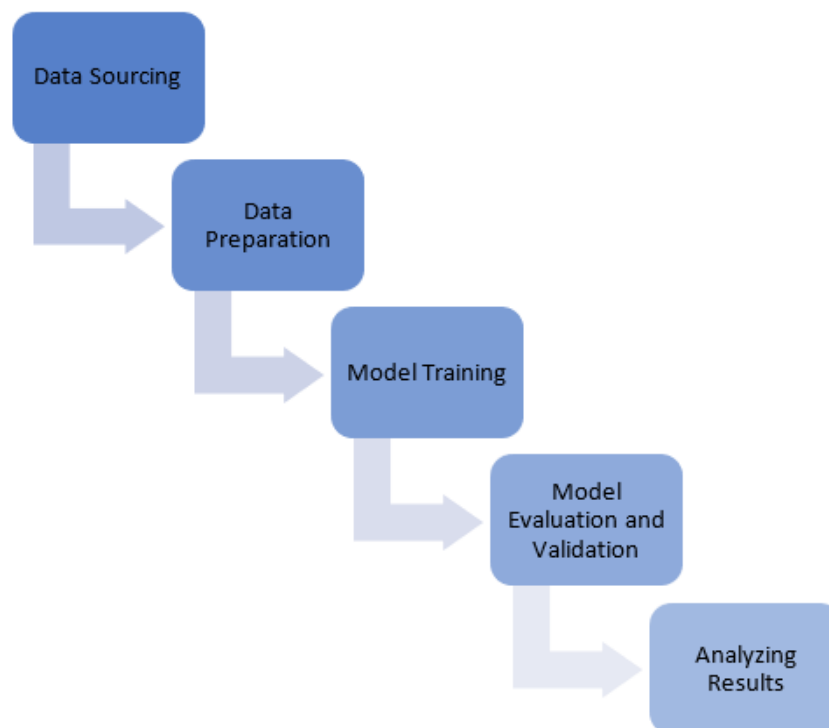 Data Sourcing
Data
Preparation
Model Training
Model
Evaluation and
Validation
Analyzing
Results